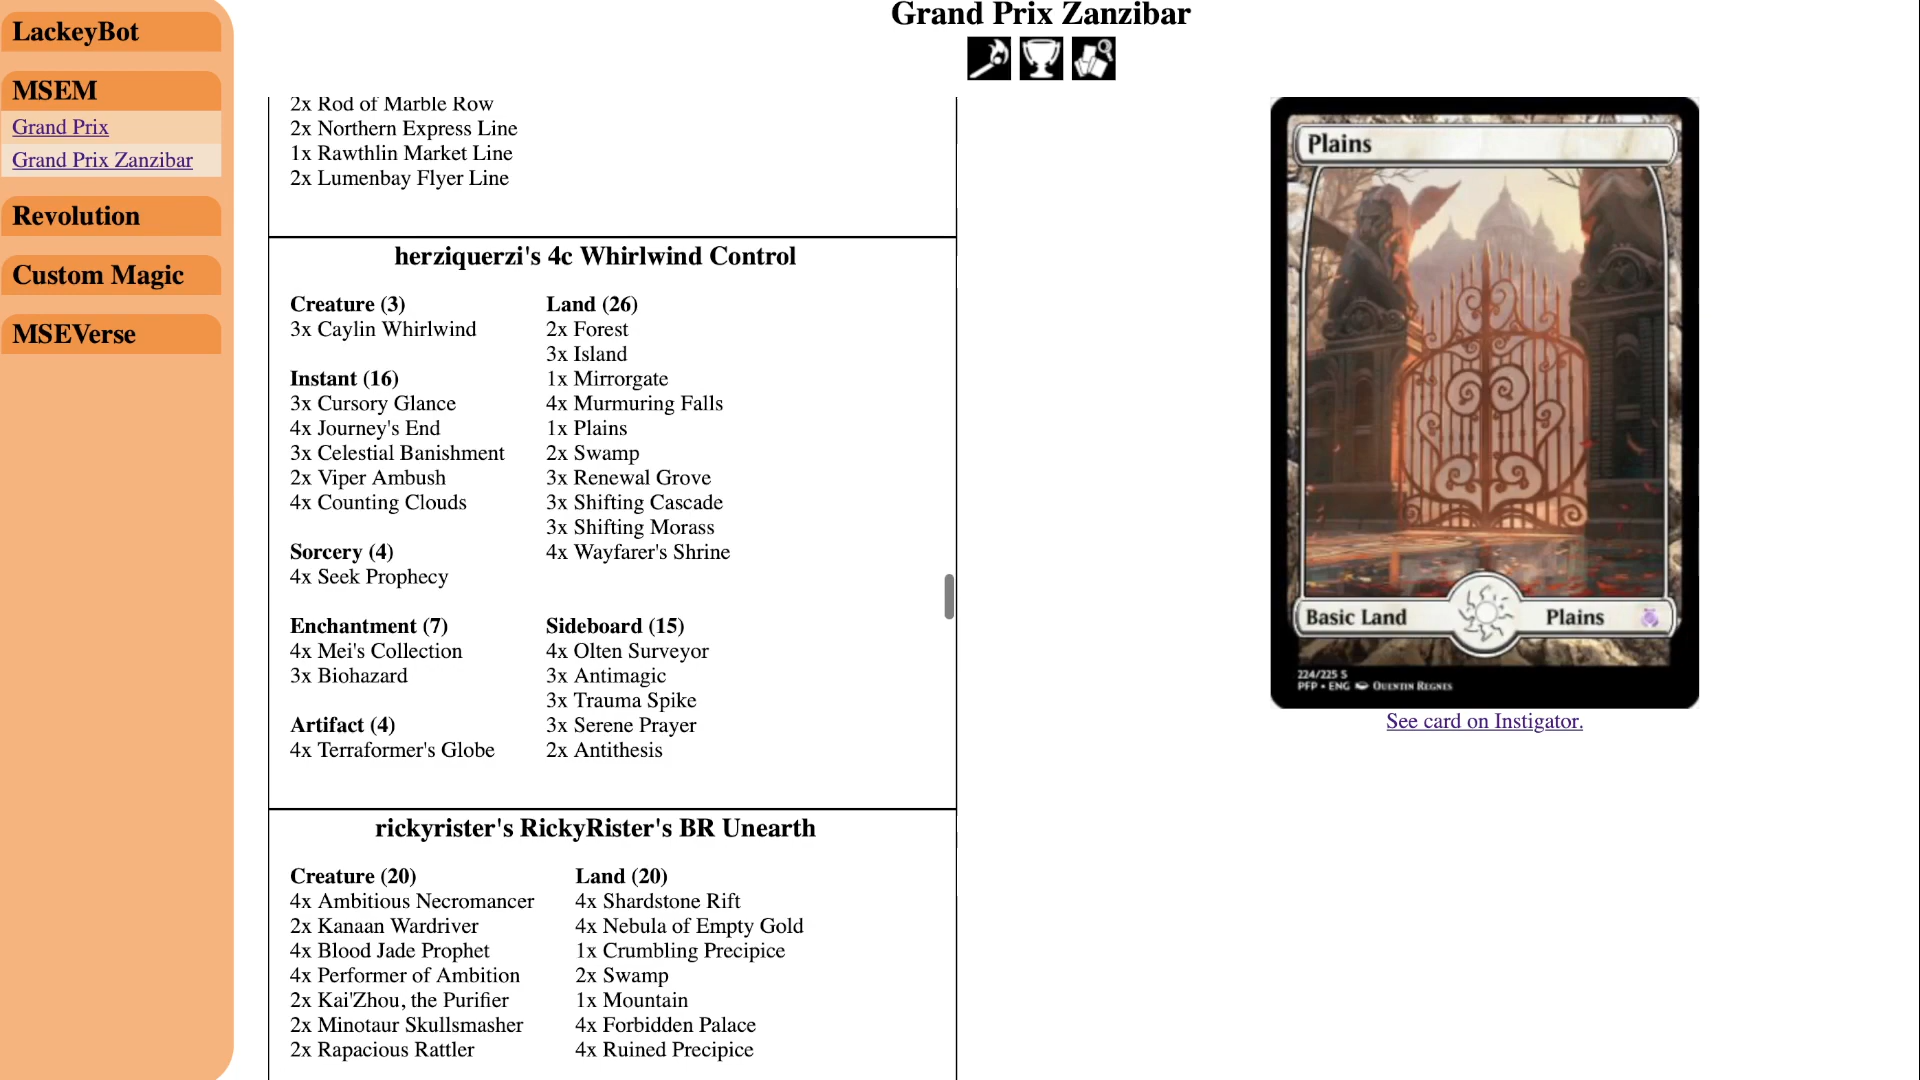 LackeyBot
MSEM
Grand Prix
Grand Prix Zanzibar
Revolution
Custom Magic
MSEVerse
Grand Prix Zanzibar
2x Rod of Marble Row
2x Northern Express Line
1x Rawthlin Market Line
2x Lumenbay Flyer Line
herziquerzi's 4c Whirlwind Control
Creature (3)
3x Caylin Whirlwind
Instant (16)
3x Cursory Glance
4x Journey's End
3x Celestial Banishment
2x Viper Ambush
4x Counting Clouds
Sorcery (4)
4x Seek Prophecy
Enchantment (7)
4x Mei's Collection
3x Biohazard
Artifact (4)
4x Terraformer's Globe
Land (26)
2x Forest
3x Island
1x Mirrorgate
4x Murmuring Falls
1x Plains
2x Swamp
3x Renewal Grove
3x Shifting Cascade
3x Shifting Morass
4x Wayfarer's Shrine
Sideboard (15)
4x Olten Surveyor
3x Antimagic
3x Trauma Spike
3x Serene Prayer
2x Antithesis
rickyrister's RickyRister's BR Unearth
Creature (20)
4x Ambitious Necromancer
2x Kanaan Wardriver
4x Blood Jade Prophet
4x Performer of Ambition
2x Kai'Zhou, the Purifier
2x Minotaur Skullsmasher
2x Rapacious Rattler
Land (20)
4x Shardstone Rift
4x Nebula of Empty Gold
1x Crumbling Precipice
2x Swamp
1x Mountain
4x Forbidden Palace
4x Ruined Precipice
Plains
Basic Land Plains
224/225 S
PFP • ENG Quentin Regnes
See card on Instigator.